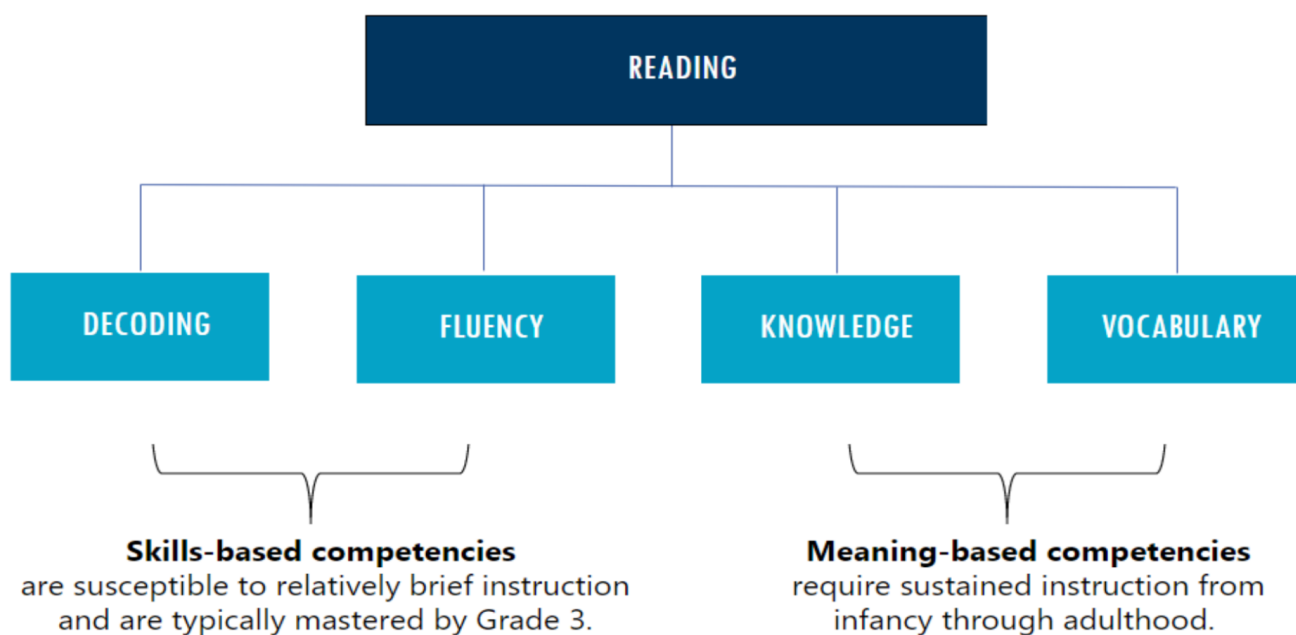 READING
DECODING
FLUENCY
KNOWLEDGE
VOCABULARY
Skills-based competencies
are susceptible to relatively brief instruction
and are typically mastered by Grade 3.
Meaning-based competencies
require sustained instruction from
infancy through adulthood.